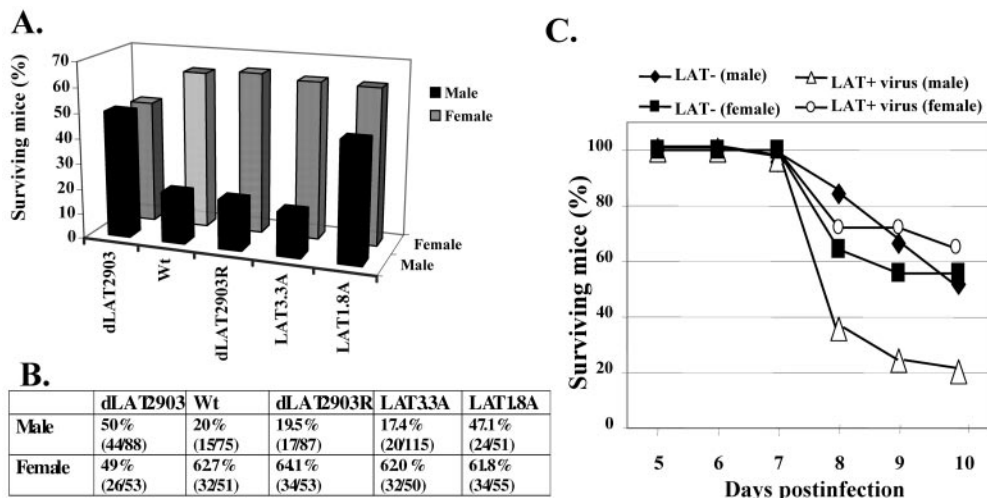 A.
Surviving mice (%)
70
60
50
40
30
20
10
0
Male
Female
Female
Male
dLAT2903
Wt
dLAT2903R
LAT3.3A
LAT1.8A
B.
dLAT2903 Wt dLAT2903R LAT3.3A LAT1.8A
Male 50% 20% 19.5% 17.4% 47.1%
(44/88) (15/75) (17/87) (20/115) (24/51)
Female 49% 62.7% 64.1% 62.0% 61.8%
(26/53) (32/51) (34/53) (32/50) (34/55)
C.
LAT- (male) LAT+ virus (male)
LAT- (female) LAT+ virus (female)
Surviving mice (%)
100
80
60
40
20
0
5 6 7 8 9 10
Days postinfection